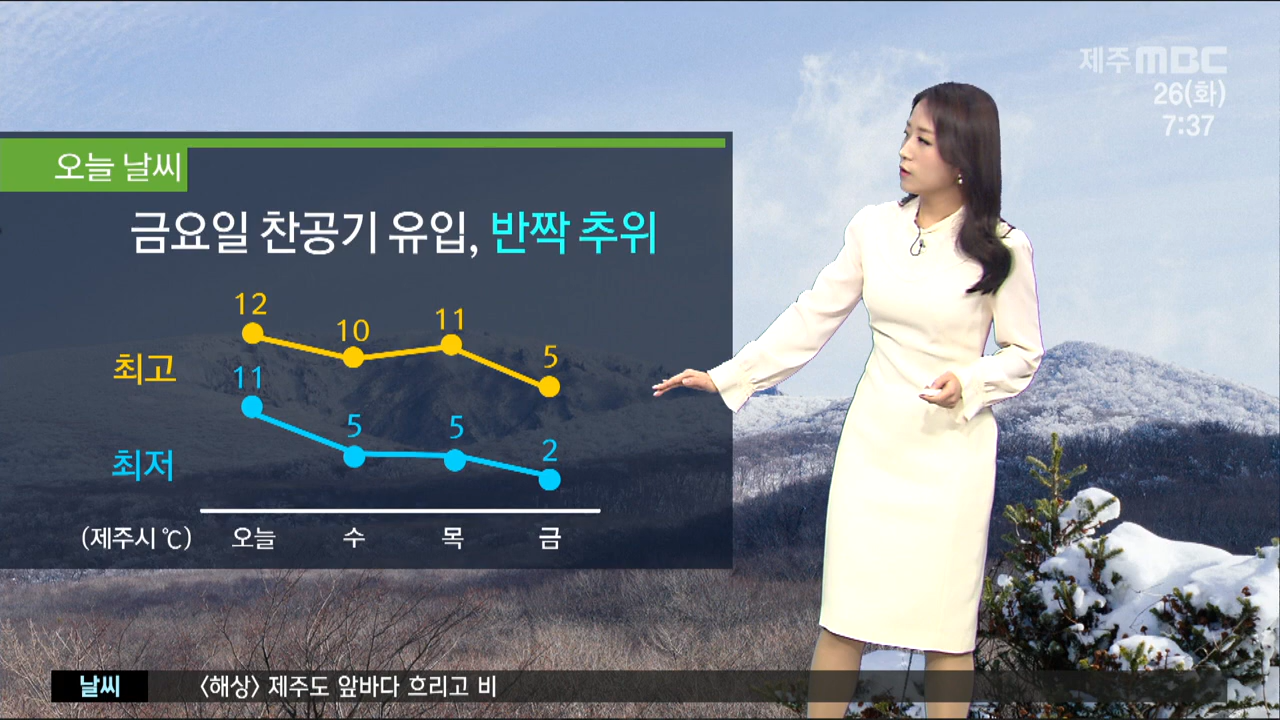 제주MBC
26(화)
7:37
오늘 날씨
금요일 찬공기 유입, 반짝 추위
12 10 11 5
최고
11 5 5 2
최저
(제주시 ℃) 오늘 수 목 금
날씨 〈해상〉 제주도 앞바다 흐리고 비